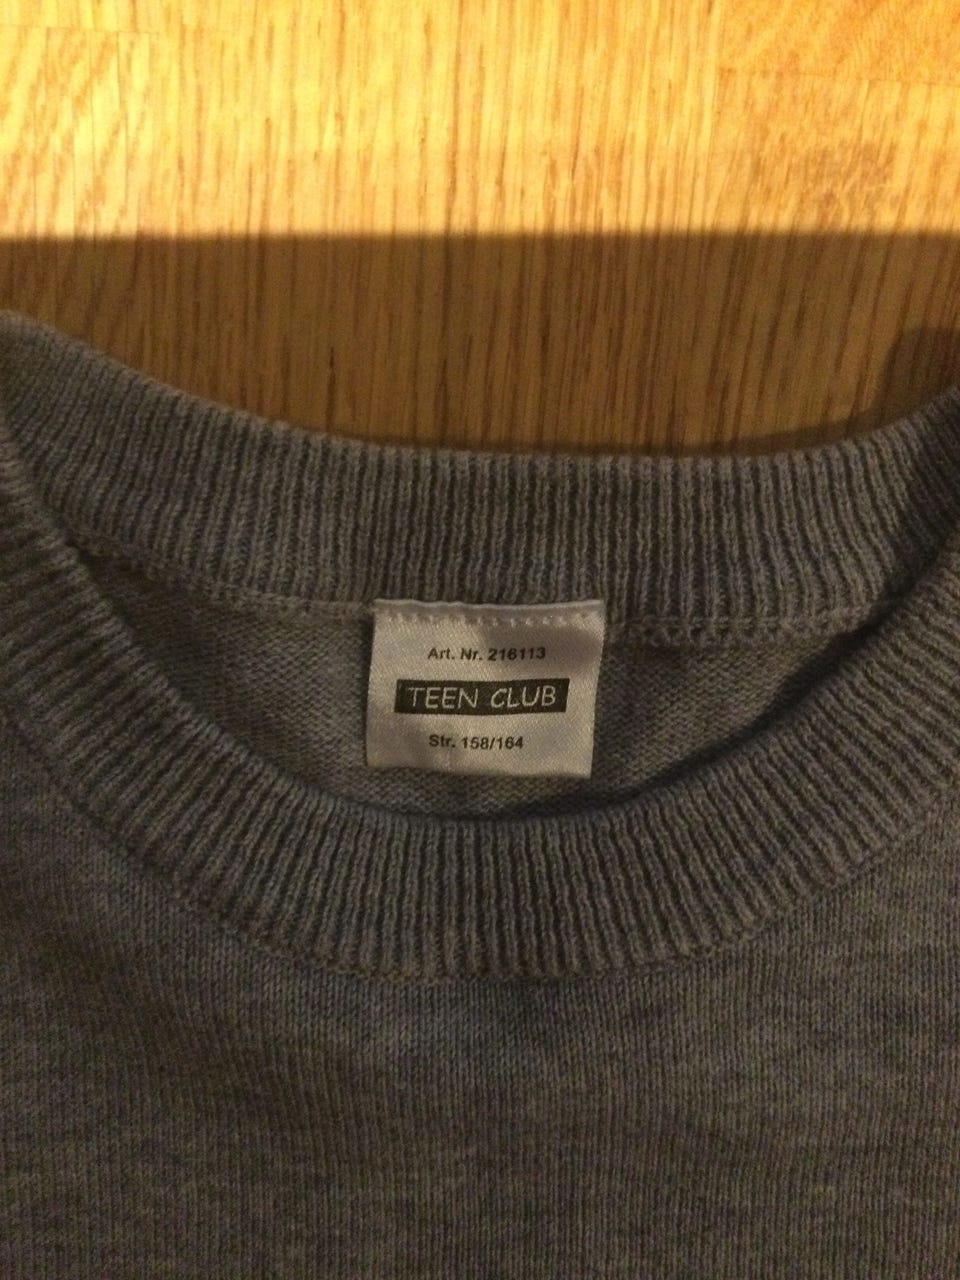 Art. Nr. 216113
TEEN CLUB
Str. 158/164